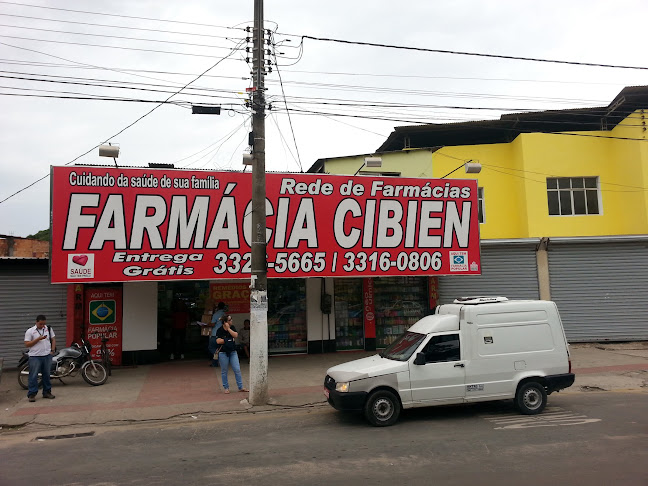 Cuidando da saúde de sua família
Rede de Farmácias
FARMÁCIA CIBIEN
Entrega
Grátis
5665 / 3316-0806
SAÚDE
AQUI TEM
FARMÁCIA
POPULAR